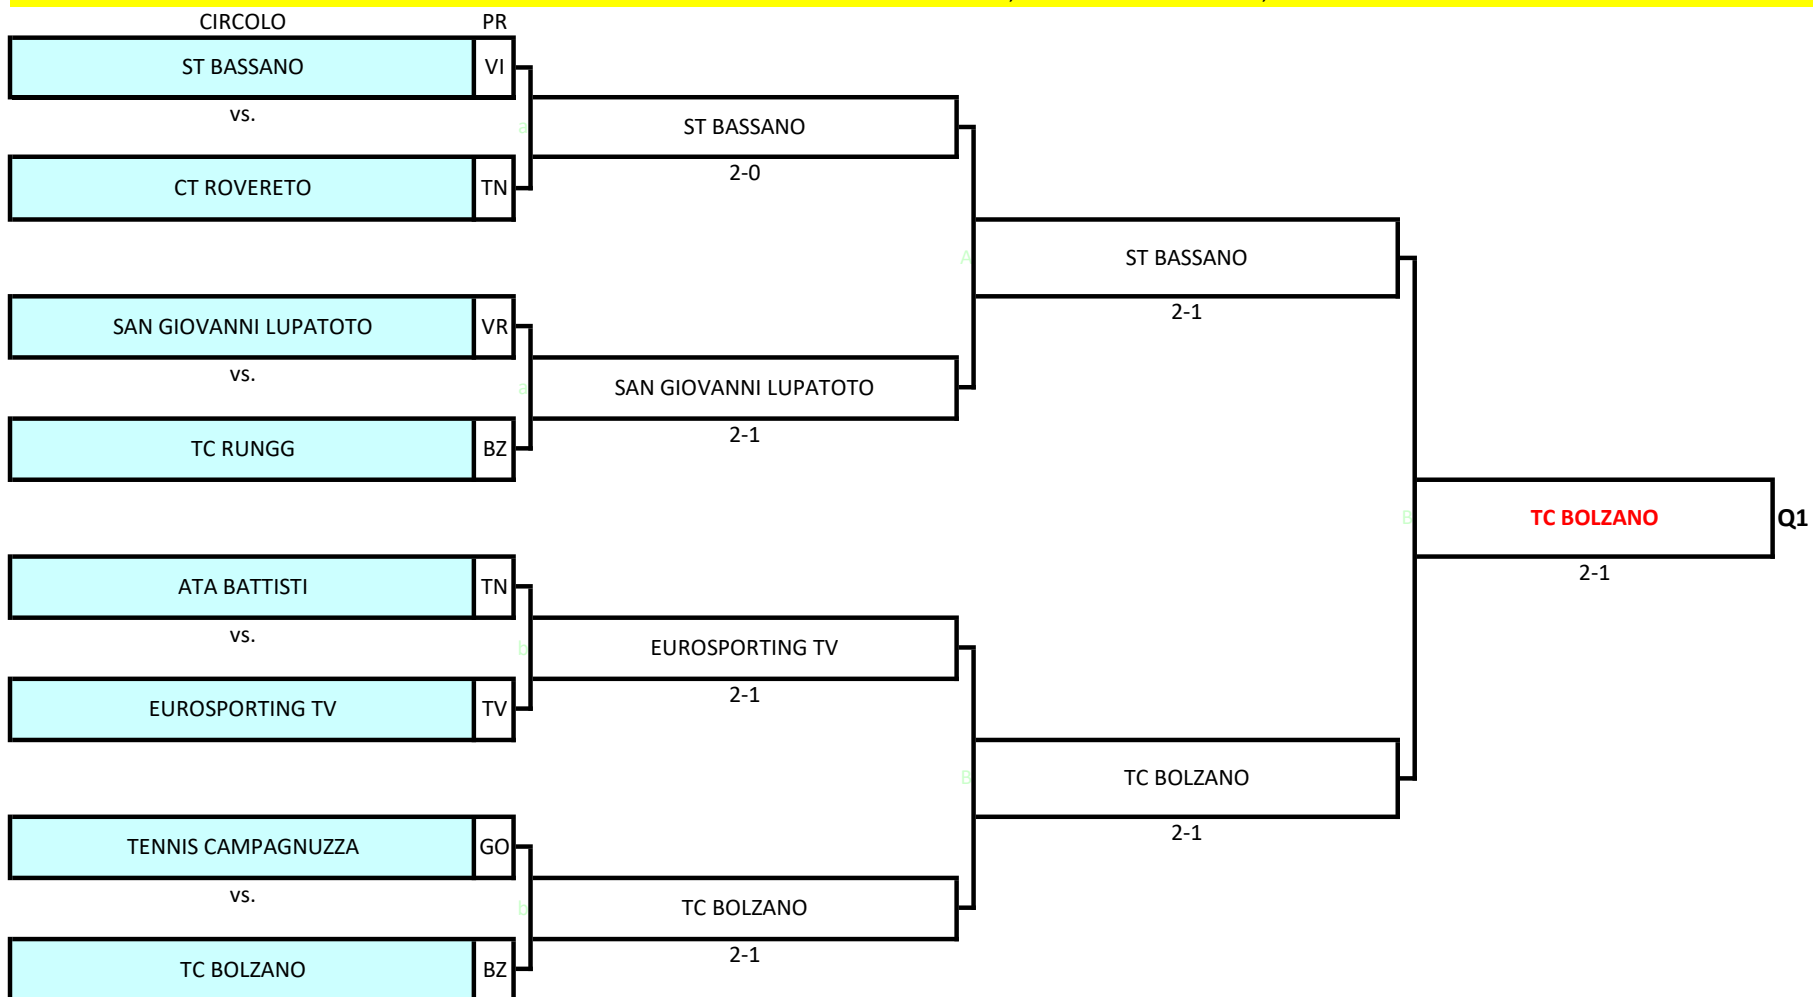 CIRCOLO PR
ST BASSANO VI
vs.
a
ST BASSANO
2-0
CT ROVERETO TN
A
ST BASSANO
2-1
SAN GIOVANNI LUPATOTO VR
vs.
a
SAN GIOVANNI LUPATOTO
2-1
TC RUNGG BZ
B
TC BOLZANO Q1
2-1
ATA BATTISTI TN
vs.
b
EUROSPORTING TV
2-1
EUROSPORTING TV TV
B
TC BOLZANO
2-1
TENNIS CAMPAGNUZZA GO
vs.
b
TC BOLZANO
2-1
TC BOLZANO BZ